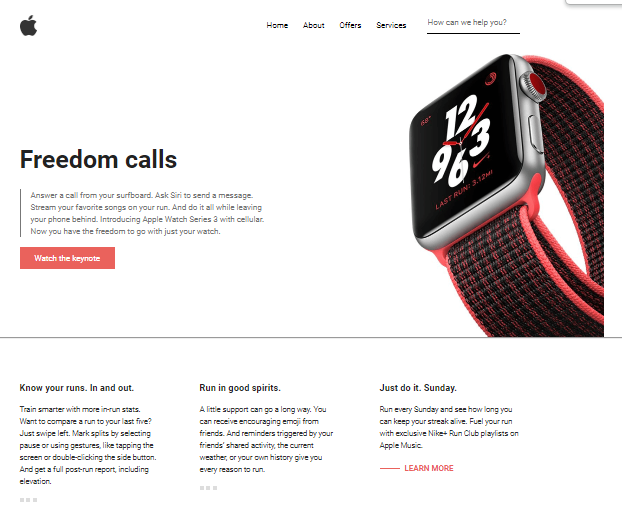 Home About Offers Services How can we help you?
68°
12
9 3
6
LAST RUN: 3.12MI
Freedom calls
Answer a call from your surfboard. Ask Siri to send a message.
Stream your favorite songs on your run. And do it all while leaving
your phone behind. Introducing Apple Watch Series 3 with cellular.
Now you have the freedom to go with just your watch.
Watch the keynote
Know your runs. In and out.
Train smarter with more in-run stats.
Want to compare a run to your last five?
Just swipe left. Mark splits by selecting
pause or using gestures, like tapping the
screen or double-clicking the side button.
And get a full post-run report, including
elevation.
Run in good spirits.
A little support can go a long way. You
can receive encouraging emoji from
friends. And reminders triggered by your
friends' shared activity, the current
weather, or your own history give you
every reason to run.
Just do it. Sunday.
Run every Sunday and see how long you
can keep your streak alive. Fuel your run
with exclusive Nike+ Run Club playlists on
Apple Music.
LEARN MORE